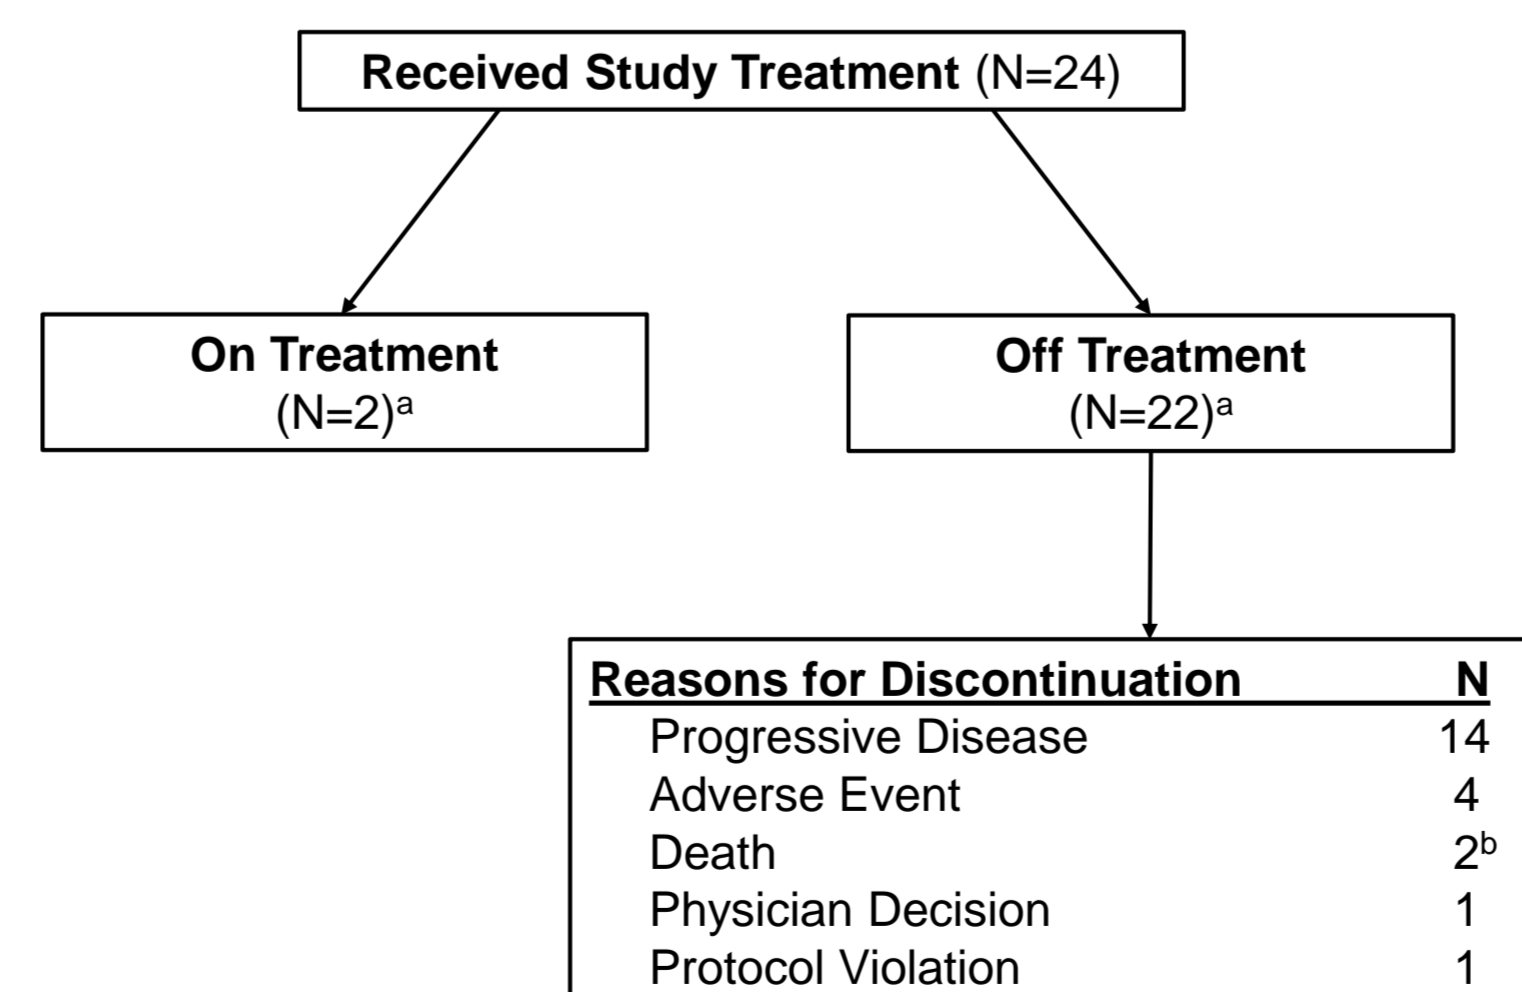 Received Study Treatment (N=24)
On Treatment
(N=2)ᵃ
Off Treatment
(N=22)ᵃ
Reasons for Discontinuation N
Progressive Disease 14
Adverse Event 4
Death 2ᵇ
Physician Decision 1
Protocol Violation 1